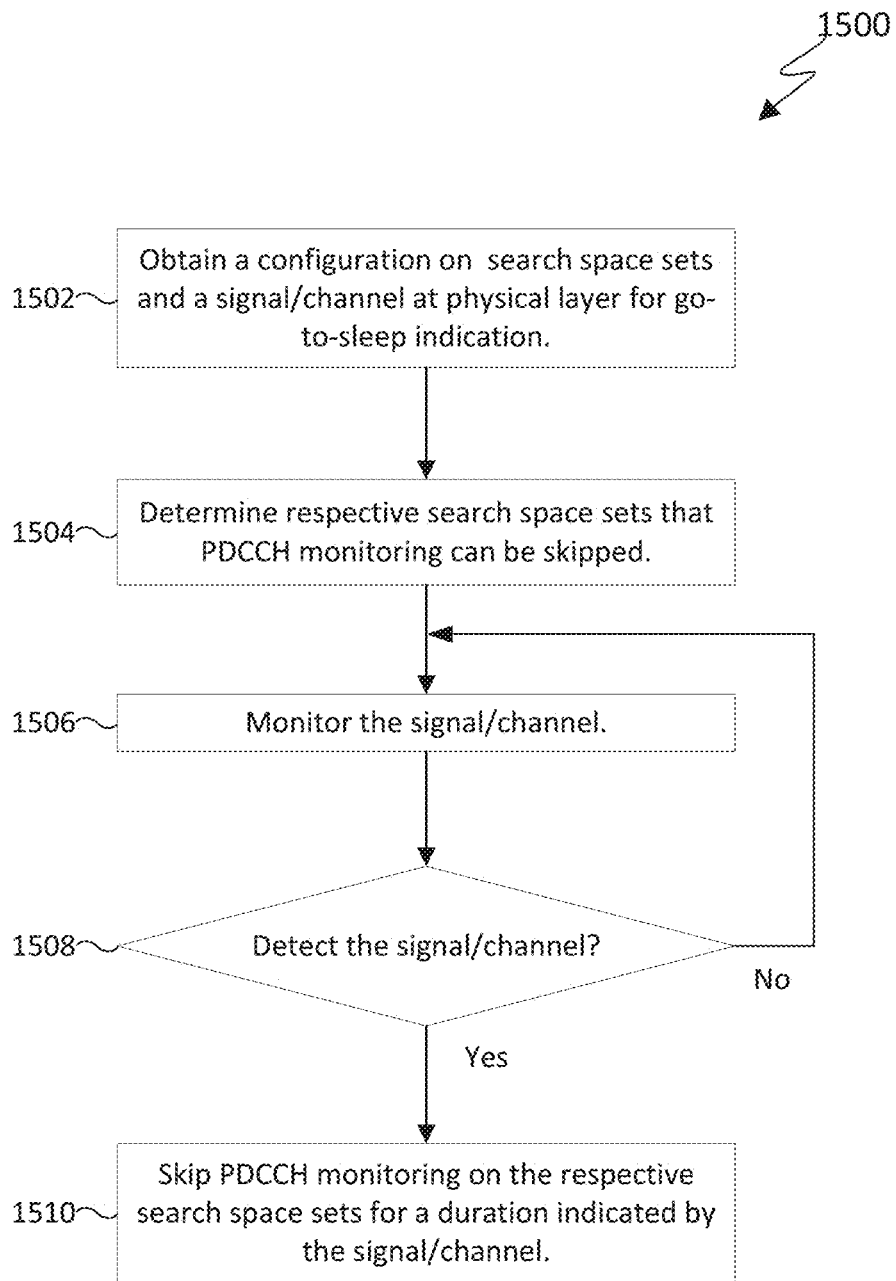 1500
1502
Obtain a configuration on search space sets
and a signal/channel at physical layer for go-
to-sleep indication.
1504
Determine respective search space sets that
PDCCH monitoring can be skipped.
1506
Monitor the signal/channel.
1508
Detect the signal/channel?
No
Yes
1510
Skip PDCCH monitoring on the respective
search space sets for a duration indicated by
the signal/channel.